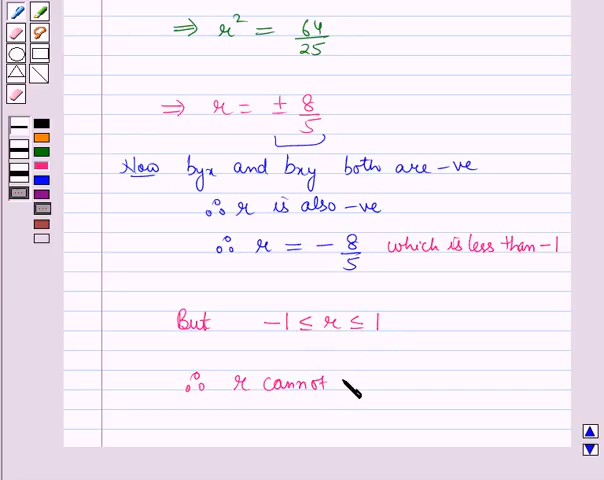 ⇒ r² = 64/25
⇒ r = ± 8/5
Now byx and bxy both are -ve
∴ r is also -ve
∴ r = - 8/5 which is less than -1
But -1 ≤ r ≤ 1
∴ r cannot